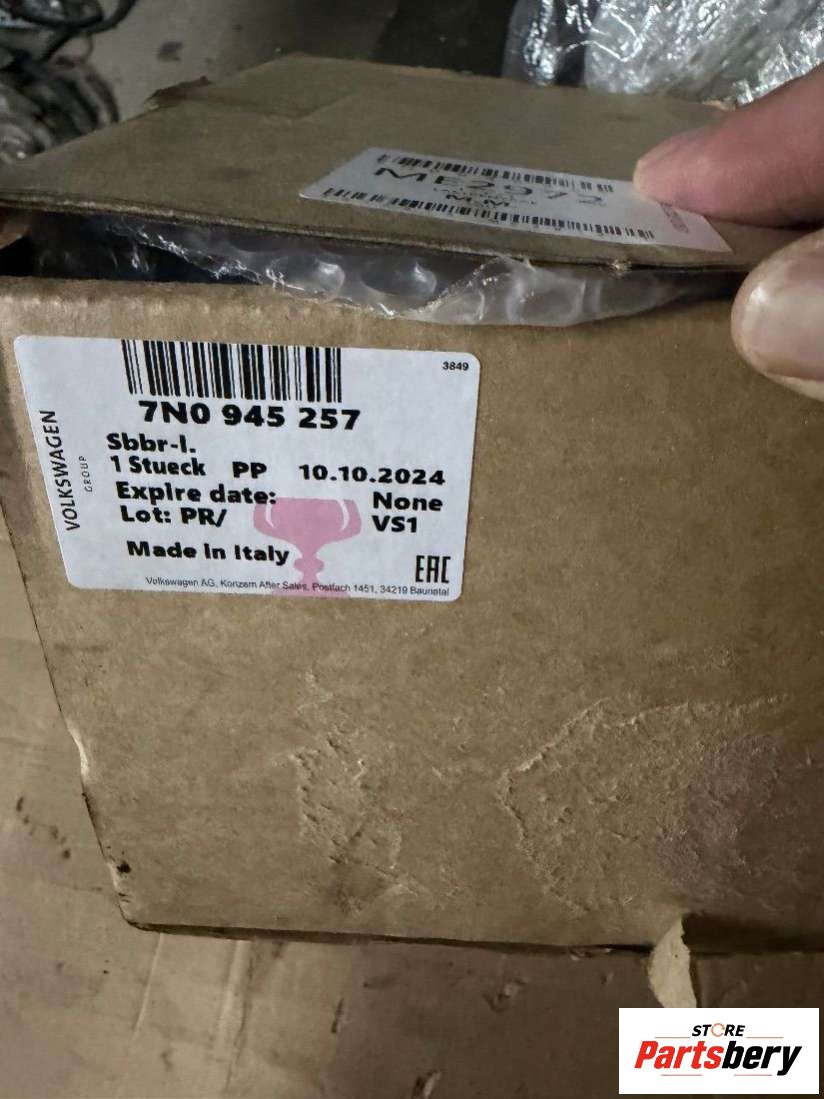 ME2972
3849
7N0 945 257
Sbbr-l.
1 Stueck PP 10.10.2024
Expire date: None
Lot: PR/ VS1
Made in Italy
EAC
Volkswagen AG, Konzern After Sales, Postfach 1451, 34219 Baunatal
VOLKSWAGEN
GROUP
STORE
Partsbery